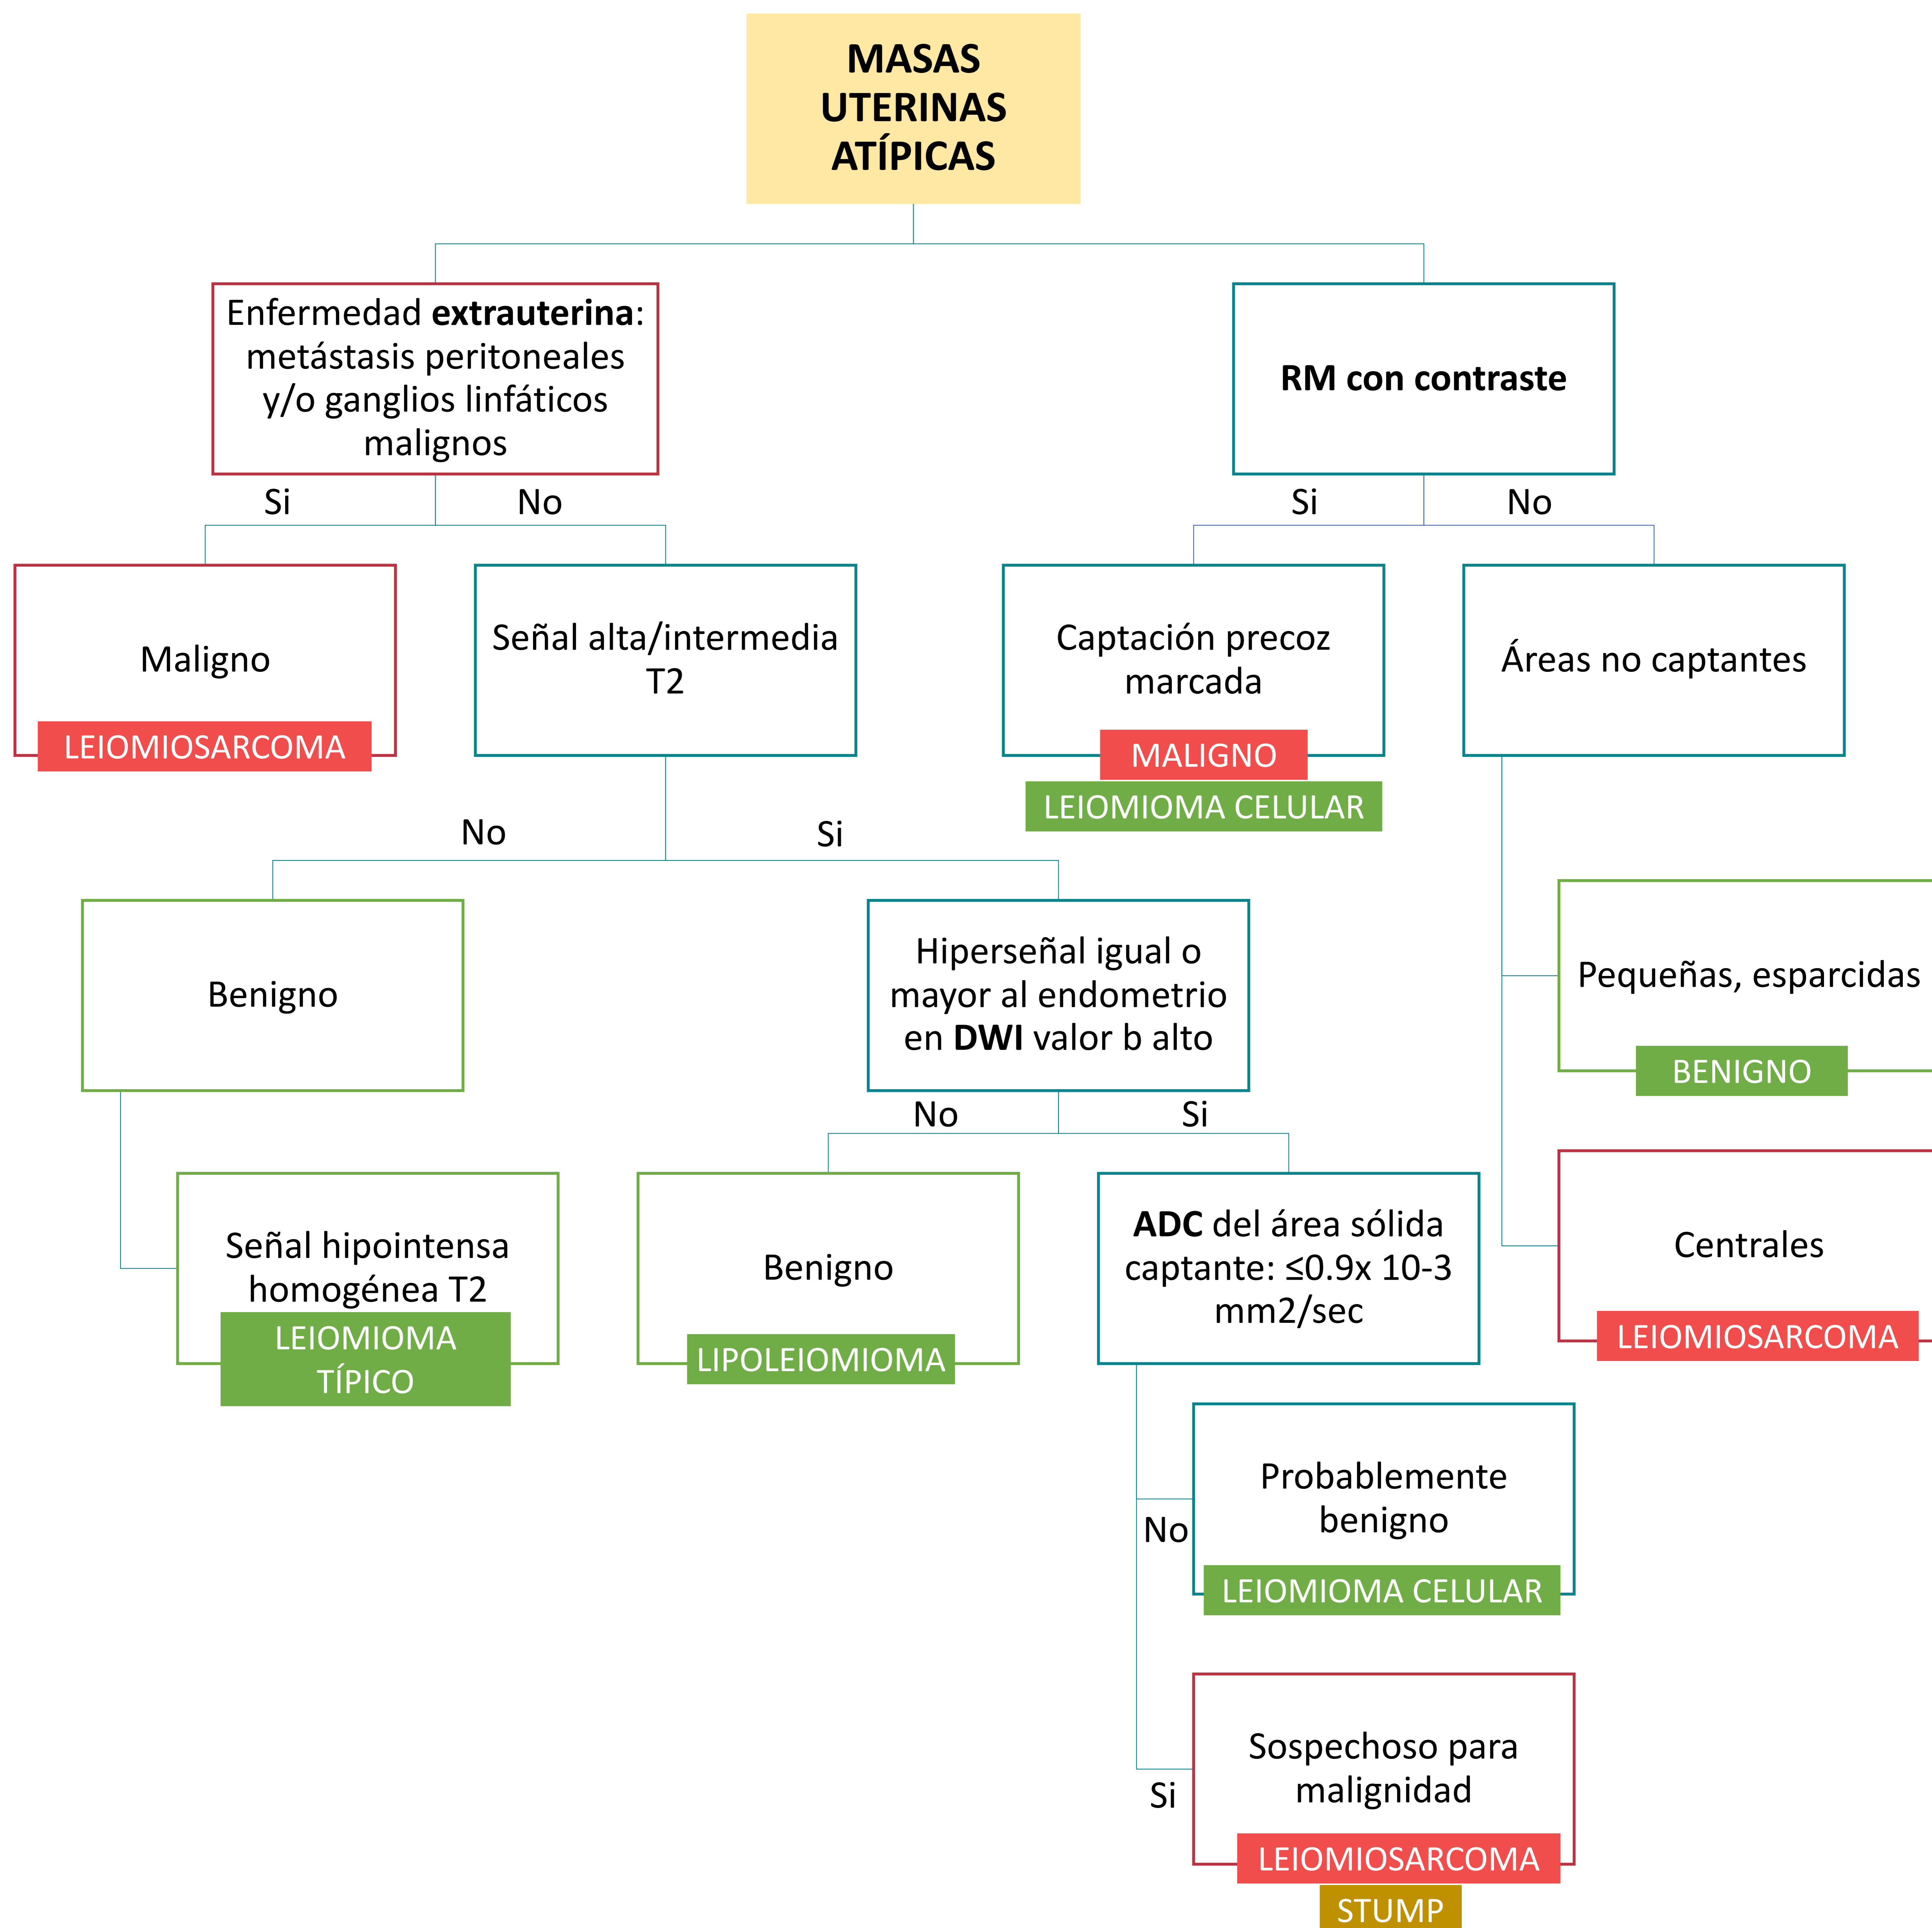 MASAS
UTERINAS
ATÍPICAS
Enfermedad extrauterina:
metástasis peritoneales
y/o ganglios linfáticos
malignos
RM con contraste
Si
No
Si
No
Maligno
LEIOMIOSARCOMA
Señal alta/intermedia
T2
Captación precoz
marcada
MALIGNO
LEIOMIOMA CELULAR
Áreas no captantes
No
Si
Benigno
Hiperseñal igual o
mayor al endometrio
en DWI valor b alto
Pequeñas, esparcidas
BENIGNO
No
Si
Señal hipointensa
homogénea T2
LEIOMIOMA
TÍPICO
Benigno
LIPOLEIOMIOMA
ADC del área sólida
captante: ≤0.9x 10-3
mm2/sec
Centrales
LEIOMIOSARCOMA
Probablemente
benigno
No
LEIOMIOMA CELULAR
Sospechoso para
malignidad
Si
LEIOMIOSARCOMA
STUMP